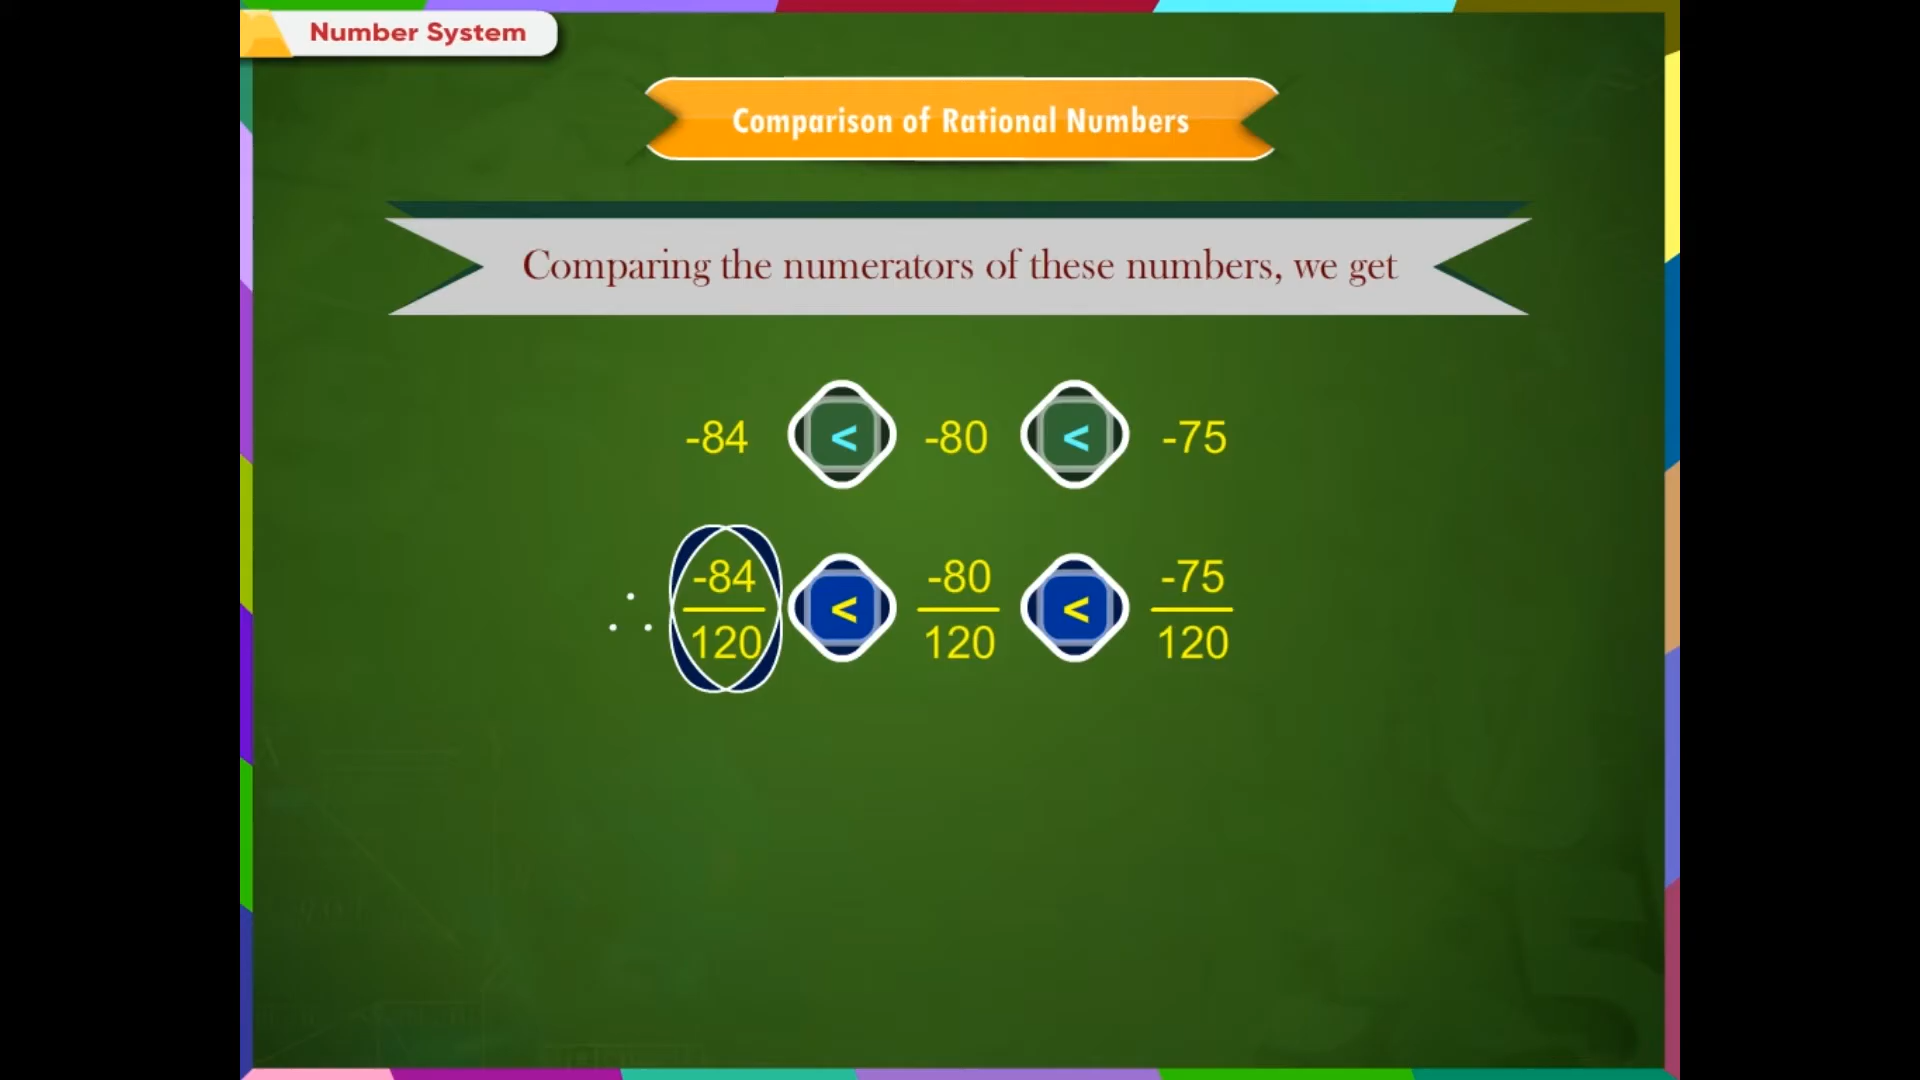 Number System
Comparison of Rational Numbers
Comparing the numerators of these numbers, we get
-84 < -80 < -75
∴ -84/120 < -80/120 < -75/120